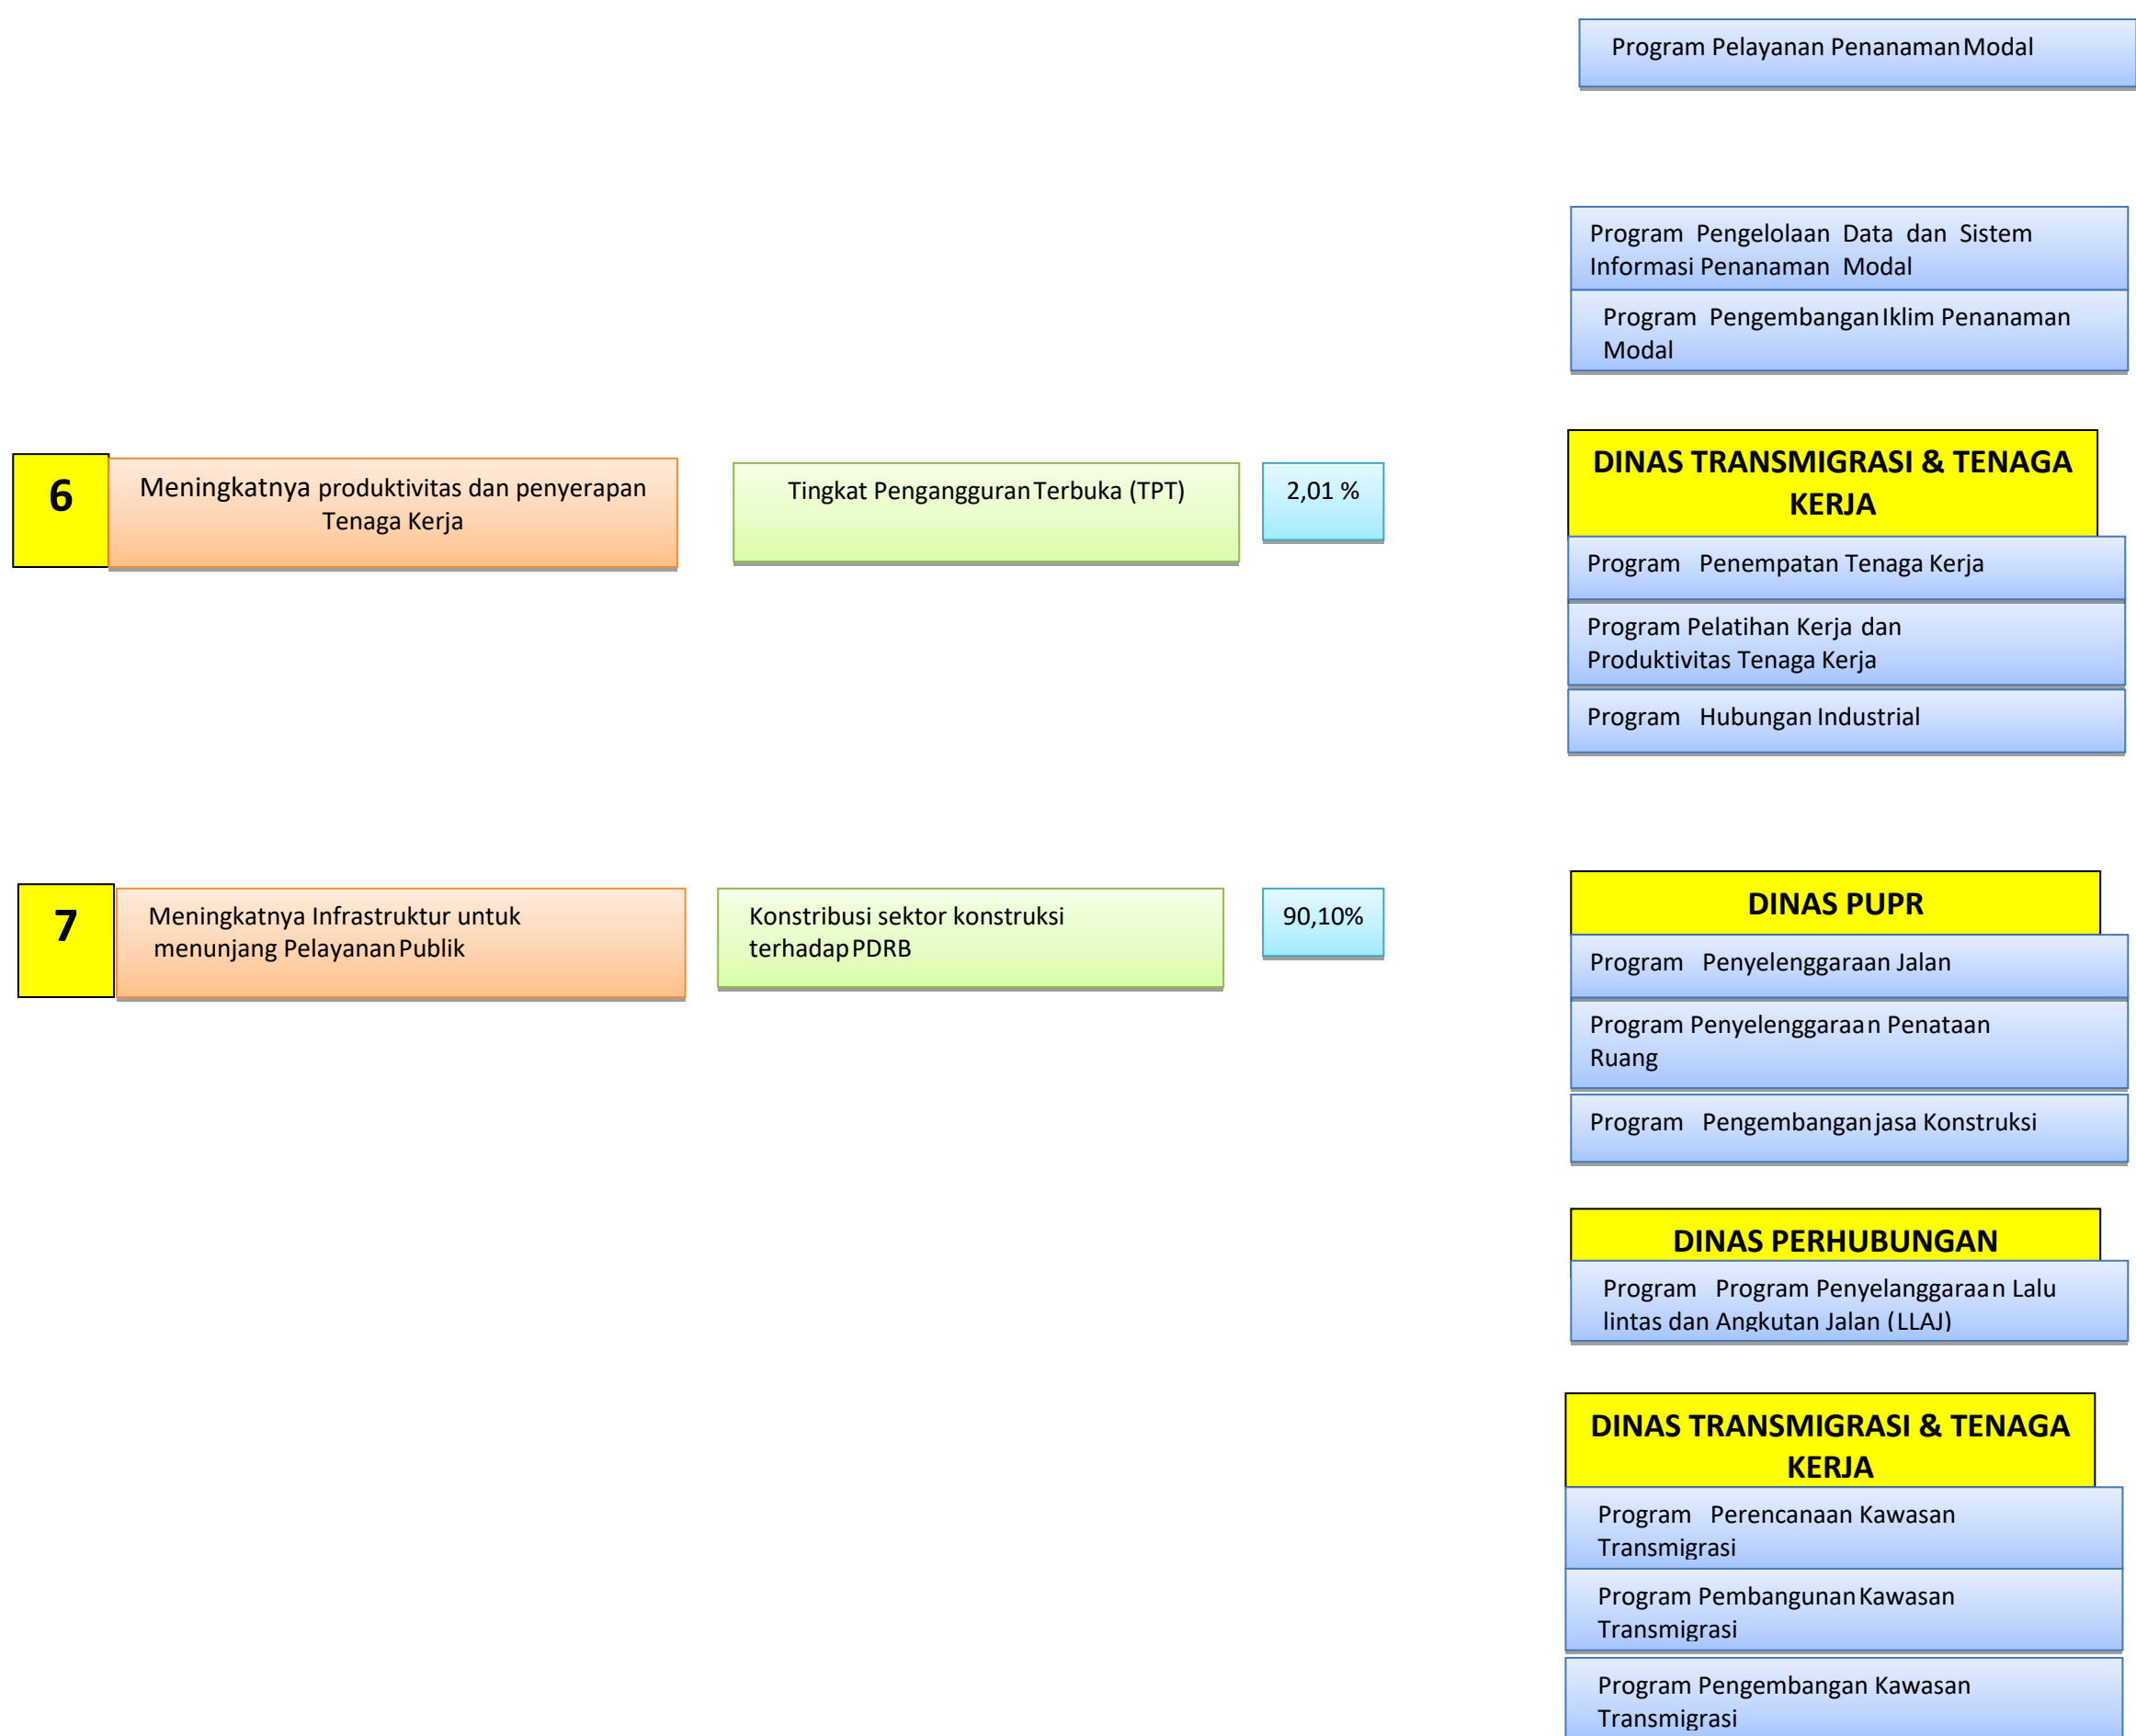 Program Pelayanan Penanaman Modal
Program Pengelolaan Data dan Sistem
Informasi Penanaman Modal
Program Pengembangan Iklim Penanaman
Modal
6
Meningkatnya produktivitas dan penyerapan
Tenaga Kerja
Tingkat Pengangguran Terbuka (TPT)
2,01 %
DINAS TRANSMIGRASI & TENAGA
KERJA
Program Penempatan Tenaga Kerja
Program Pelatihan Kerja dan
Produktivitas Tenaga Kerja
Program Hubungan Industrial
7
Meningkatnya Infrastruktur untuk
menunjang Pelayanan Publik
Konstribusi sektor konstruksi
terhadap PDRB
90,10%
DINAS PUPR
Program Penyelenggaraan Jalan
Program Penyelenggaraan Penataan
Ruang
Program Pengembangan jasa Konstruksi
DINAS PERHUBUNGAN
Program Program Penyelanggaraan Lalu
lintas dan Angkutan Jalan (LLAJ)
DINAS TRANSMIGRASI & TENAGA
KERJA
Program Perencanaan Kawasan
Transmigrasi
Program Pembangunan Kawasan
Transmigrasi
Program Pengembangan Kawasan
Transmigrasi